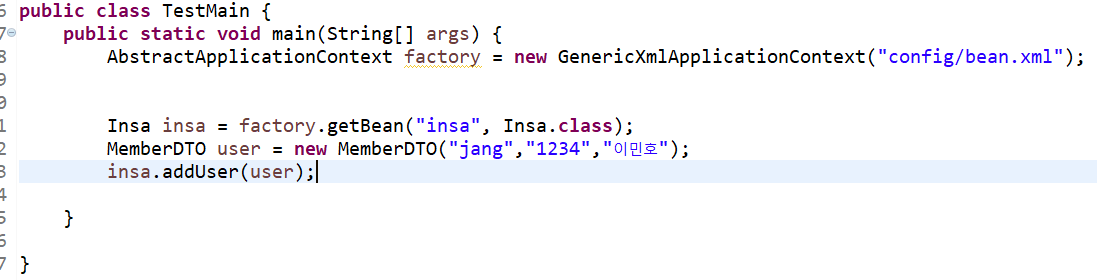 6 public class TestMain {
7 public static void main(String[] args) {
8 AbstractApplicationContext factory = new GenericXmlApplicationContext("config/bean.xml");
9
0
1 Insa insa = factory.getBean("insa", Insa.class);
2 MemberDTO user = new MemberDTO("jang","1234","이민호");
3 insa.addUser(user);
4
5 }
6
7 }